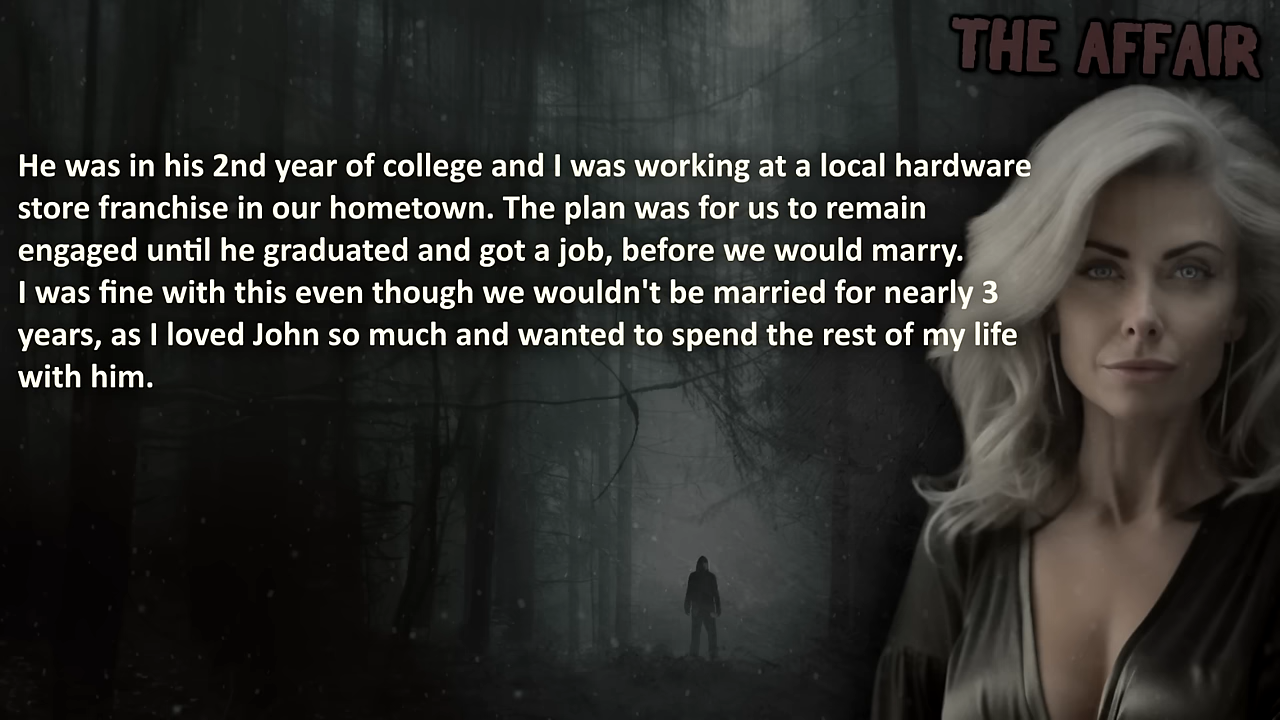 THE AFFAIR
He was in his 2nd year of college and I was working at a local hardware
store franchise in our hometown. The plan was for us to remain
engaged until he graduated and got a job, before we would marry.
I was fine with this even though we wouldn't be married for nearly 3
years, as I loved John so much and wanted to spend the rest of my life
with him.